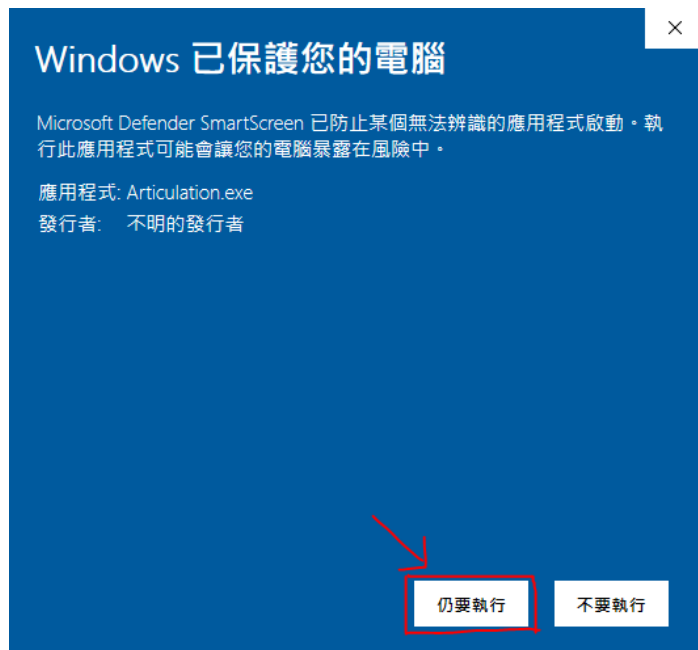 Windows 已保護您的電腦
Microsoft Defender SmartScreen 已防止某個無法辨識的應用程式啟動。執
行此應用程式可能會讓您的電腦暴露在風險中。
應用程式: Articulation.exe
發行者: 不明的發行者
仍要執行
不要執行